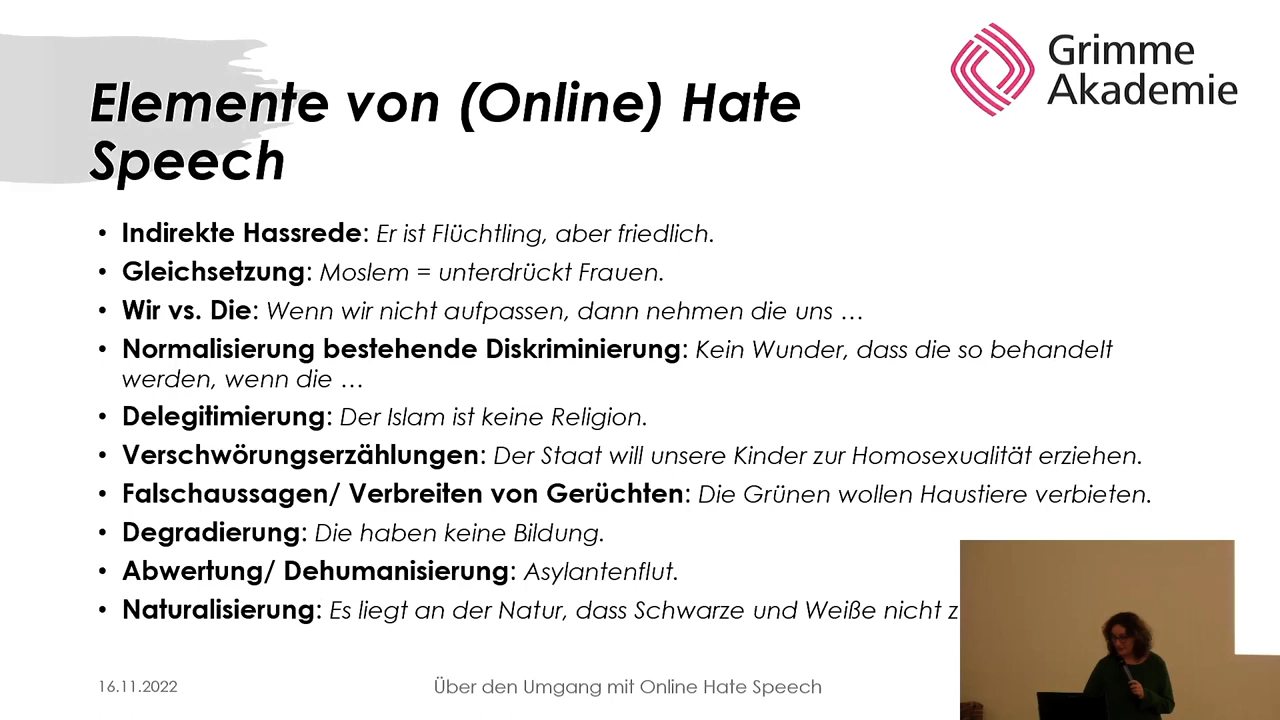 Grimme
Akademie
Elemente von (Online) Hate
Speech
• Indirekte Hassrede: Er ist Flüchtling, aber friedlich.
• Gleichsetzung: Moslem = unterdrückt Frauen.
• Wir vs. Die: Wenn wir nicht aufpassen, dann nehmen die uns …
• Normalisierung bestehende Diskriminierung: Kein Wunder, dass die so behandelt
werden, wenn die …
• Delegitimierung: Der Islam ist keine Religion.
• Verschwörungserzählungen: Der Staat will unsere Kinder zur Homosexualität erziehen.
• Falschaussagen/ Verbreiten von Gerüchten: Die Grünen wollen Haustiere verbieten.
• Degradierung: Die haben keine Bildung.
• Abwertung/ Dehumanisierung: Asylantenflut.
• Naturalisierung: Es liegt an der Natur, dass Schwarze und Weiße nicht
16.11.2022
Über den Umgang mit Online Hate Speech